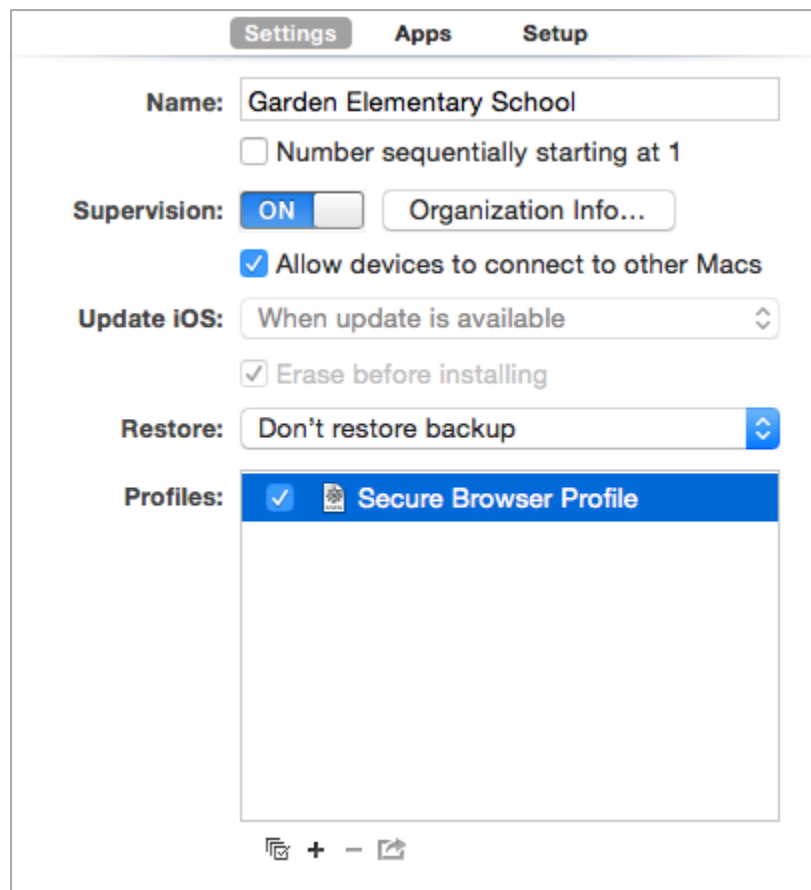 Settings Apps Setup
Name: Garden Elementary School
Number sequentially starting at 1
Supervision: ON Organization Info...
Allow devices to connect to other Macs
Update iOS: When update is available
Erase before installing
Restore: Don't restore backup
Profiles: Secure Browser Profile